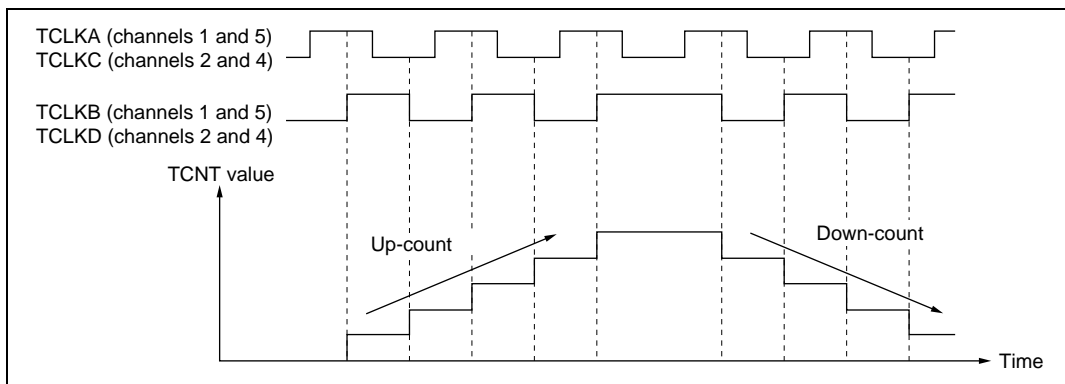 TCLKA (channels 1 and 5)
TCLKC (channels 2 and 4)
TCLKB (channels 1 and 5)
TCLKD (channels 2 and 4)
TCNT value
Up-count
Down-count
Time